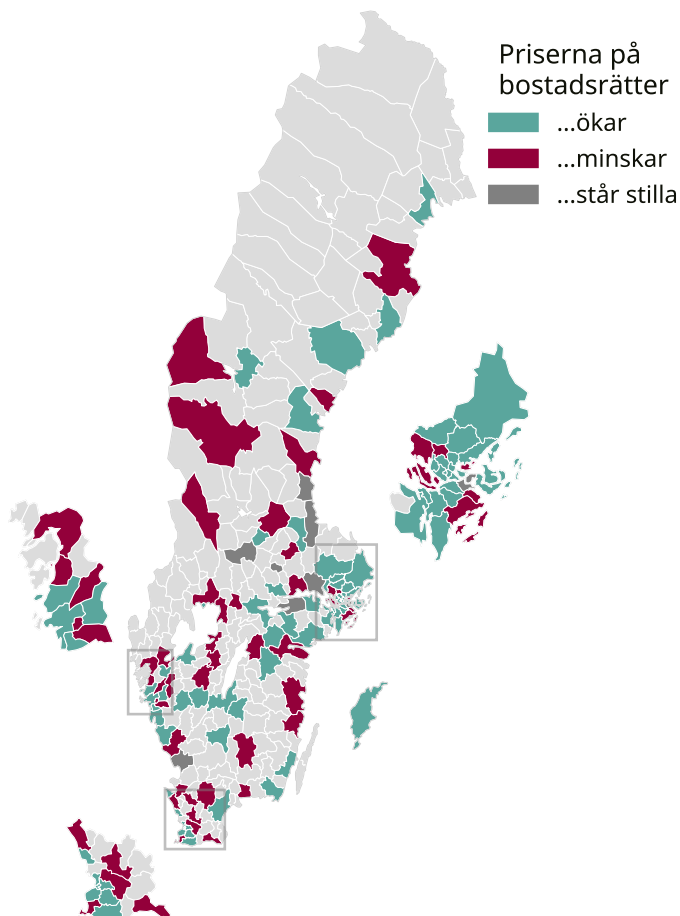 Priserna på
bostadsrätter
...ökar
...minskar
...står stilla